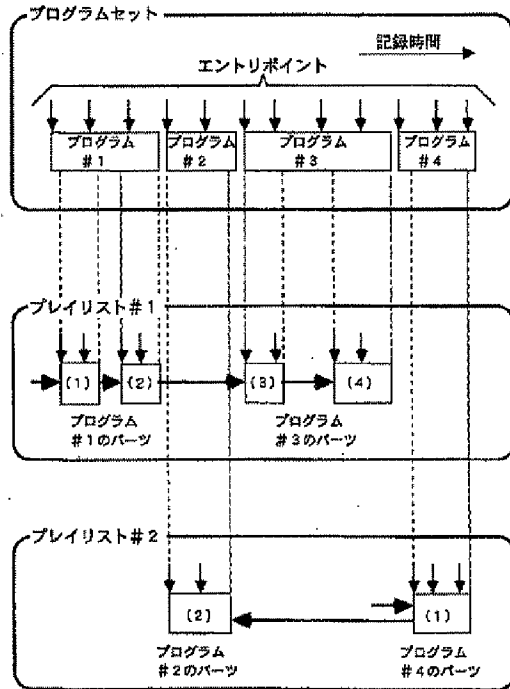 プログラムセット
記録時間
エントリポイント
プログラム
#1
プログラム
#2
プログラム
#3
プログラム
#4
プレイリスト#1
(1)
(2)
(3)
(4)
プログラム
#1のパーツ
プログラム
#3のパーツ
プレイリスト#2
(2)
(1)
プログラム
#2のパーツ
プログラム
#4のパーツ